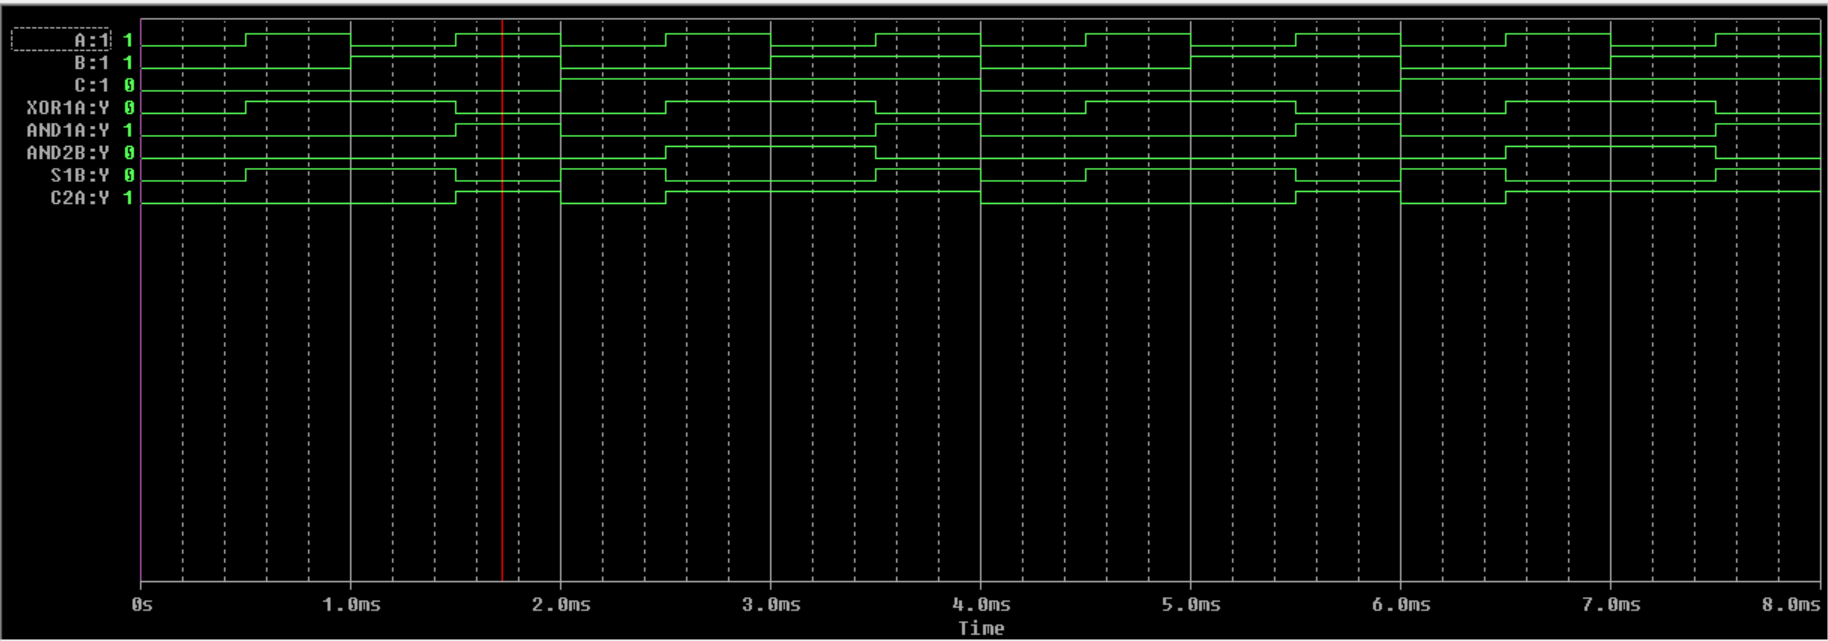 A:1 1
B:1 1
C:1 0
XOR1A:Y 0
AND1A:Y 1
AND2B:Y 0
S1B:Y 0
C2A:Y 1
0s 1.0ms 2.0ms 3.0ms 4.0ms 5.0ms 6.0ms 7.0ms 8.0ms
Time